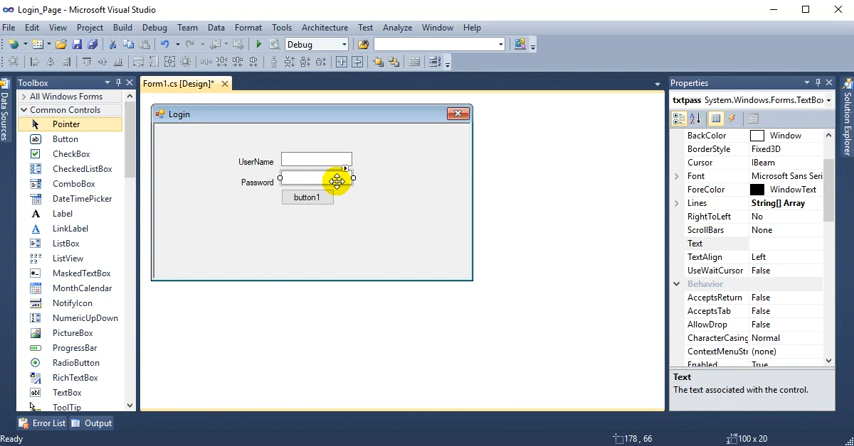 Login_Page - Microsoft Visual Studio
File Edit View Project Build Debug Team Data Format Tools Architecture Test Analyze Window Help
Debug
Data Sources
Toolbox
All Windows Forms
Common Controls
Pointer
Button
CheckBox
CheckedListBox
ComboBox
DateTimePicker
Label
LinkLabel
ListBox
ListView
MaskedTextBox
MonthCalendar
NotifyIcon
NumericUpDown
PictureBox
ProgressBar
RadioButton
RichTextBox
TextBox
ToolTip
Form1.cs [Design]*
Login
UserName
Password
button1
Properties
txtpass System.Windows.Forms.TextBo
BackColor Window
BorderStyle Fixed3D
Cursor IBeam
Font Microsoft Sans Seri
ForeColor WindowText
Lines String[] Array
RightToLeft No
ScrollBars None
Text
TextAlign Left
UseWaitCursor False
Behavior
AcceptsReturn False
AcceptsTab False
AllowDrop False
CharacterCasing Normal
ContextMenuStr (none)
Enabled True
Text
The text associated with the control.
Solution Explorer
Error List Output
Ready 178 , 66 100 x 20